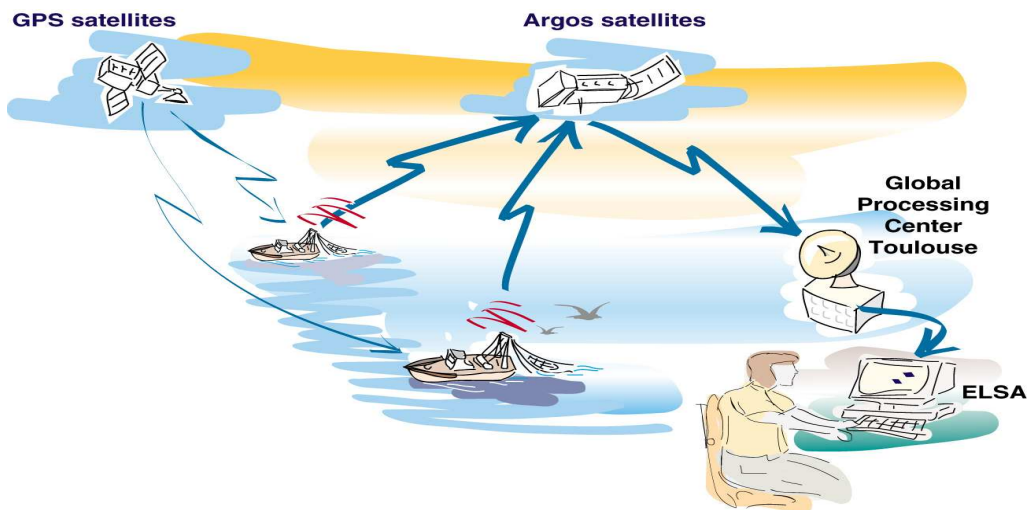 GPS satellites
Argos satellites
Global
Processing
Center
Toulouse
ELSA